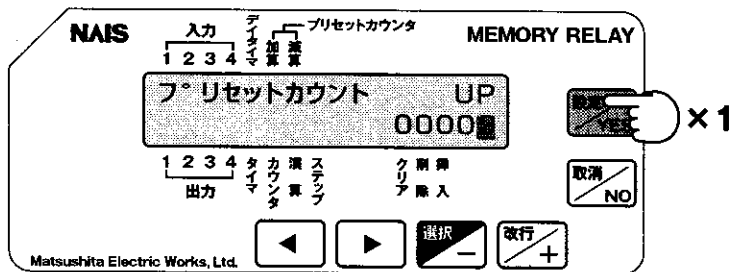 NAIS
MEMORY RELAY
入力
1 2 3 4
デイタイマ
加算
減算
プリセットカウンタ
プ゜リセットカウント UP
0000
1 2 3 4
出力
タイマ
カウンタ
演算
ステップ
クリア
削除
挿入
設定/YES
×1
取消/NO
◀
▶
選択/−
改行/+
Matsushita Electric Works, Ltd.